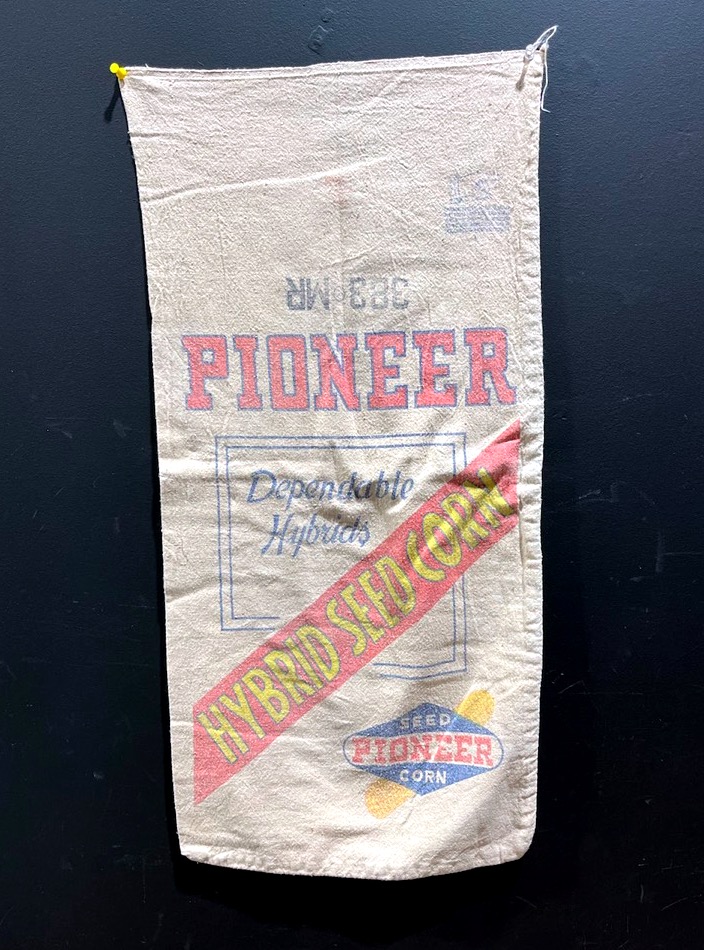 383 MR
PIONEER
Dependable
Hybrids
HYBRID SEED CORN
SEED
PIONEER
CORN